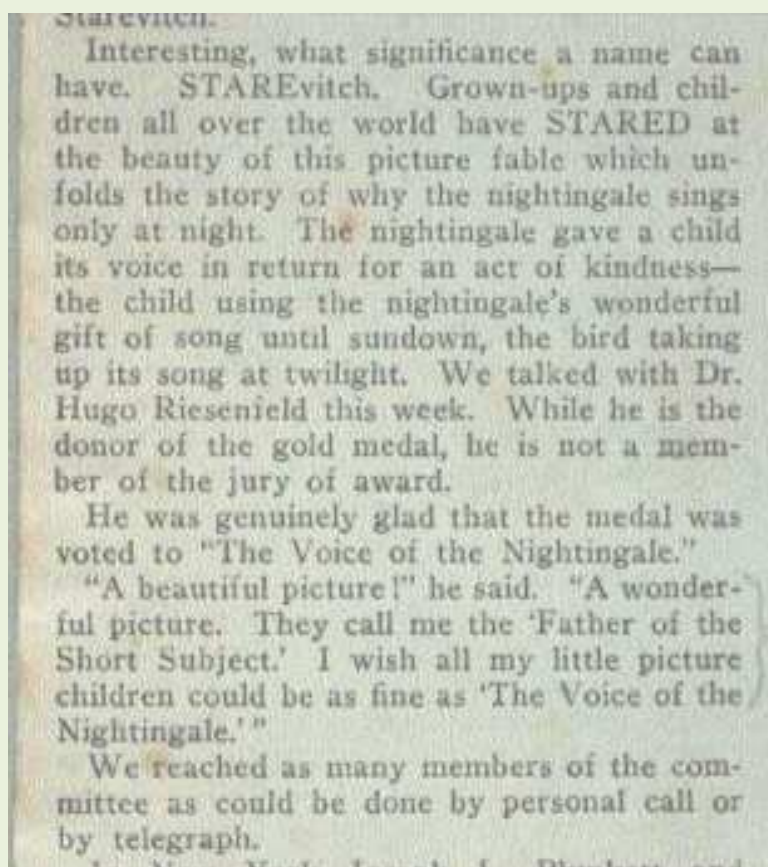 Starevitch.
Interesting, what significance a name can
have. STAREvitch. Grown-ups and chil-
dren all over the world have STARED at
the beauty of this picture fable which un-
folds the story of why the nightingale sings
only at night. The nightingale gave a child
its voice in return for an act of kindness—
the child using the nightingale's wonderful
gift of song until sundown, the bird taking
up its song at twilight. We talked with Dr.
Hugo Riesenfeld this week. While he is the
donor of the gold medal, he is not a mem-
ber of the jury of award.
He was genuinely glad that the medal was
voted to "The Voice of the Nightingale."
"A beautiful picture!" he said. "A wonder-
ful picture. They call me the 'Father of the
Short Subject.' I wish all my little picture
children could be as fine as 'The Voice of the
Nightingale.'"
We reached as many members of the com-
mittee as could be done by personal call or
by telegraph.